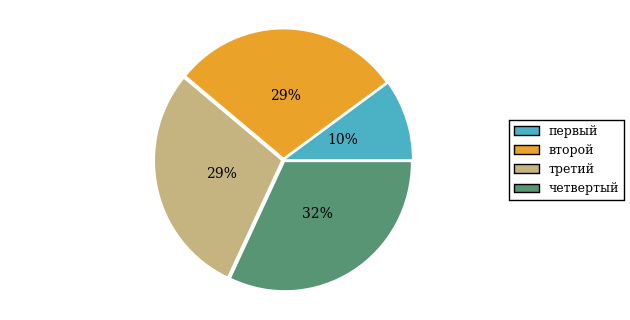 29%
10%
29%
32%
первый
второй
третий
четвертый